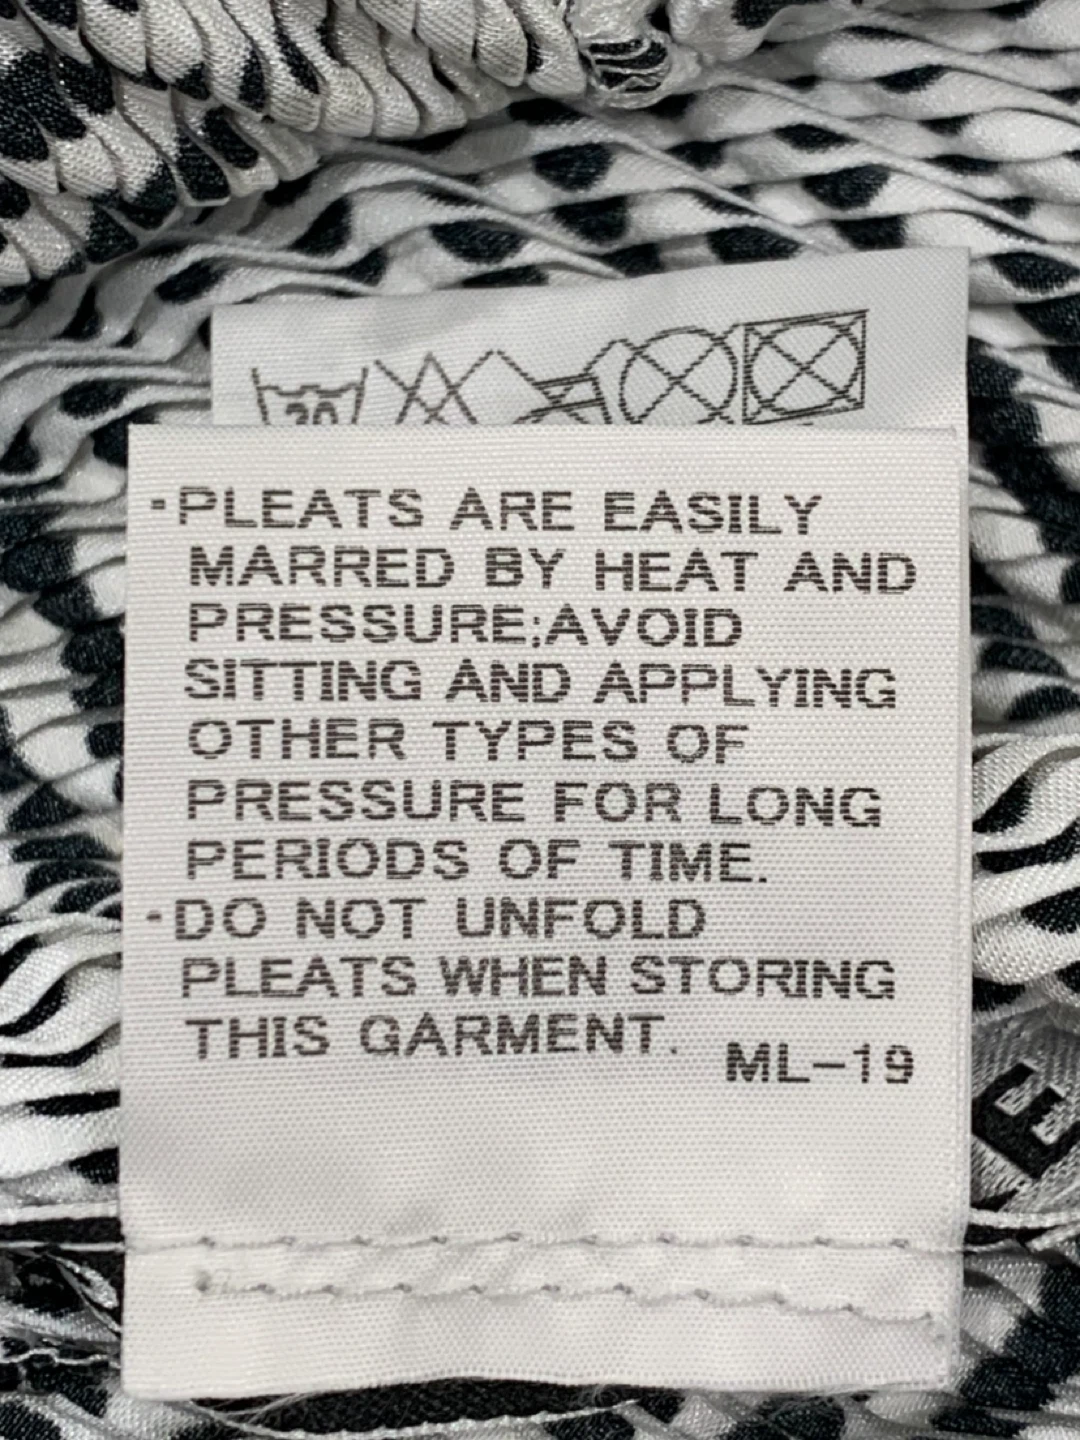 30
·PLEATS ARE EASILY
MARRED BY HEAT AND
PRESSURE;AVOID
SITTING AND APPLYING
OTHER TYPES OF
PRESSURE FOR LONG
PERIODS OF TIME.
·DO NOT UNFOLD
PLEATS WHEN STORING
THIS GARMENT.
ML-19
E